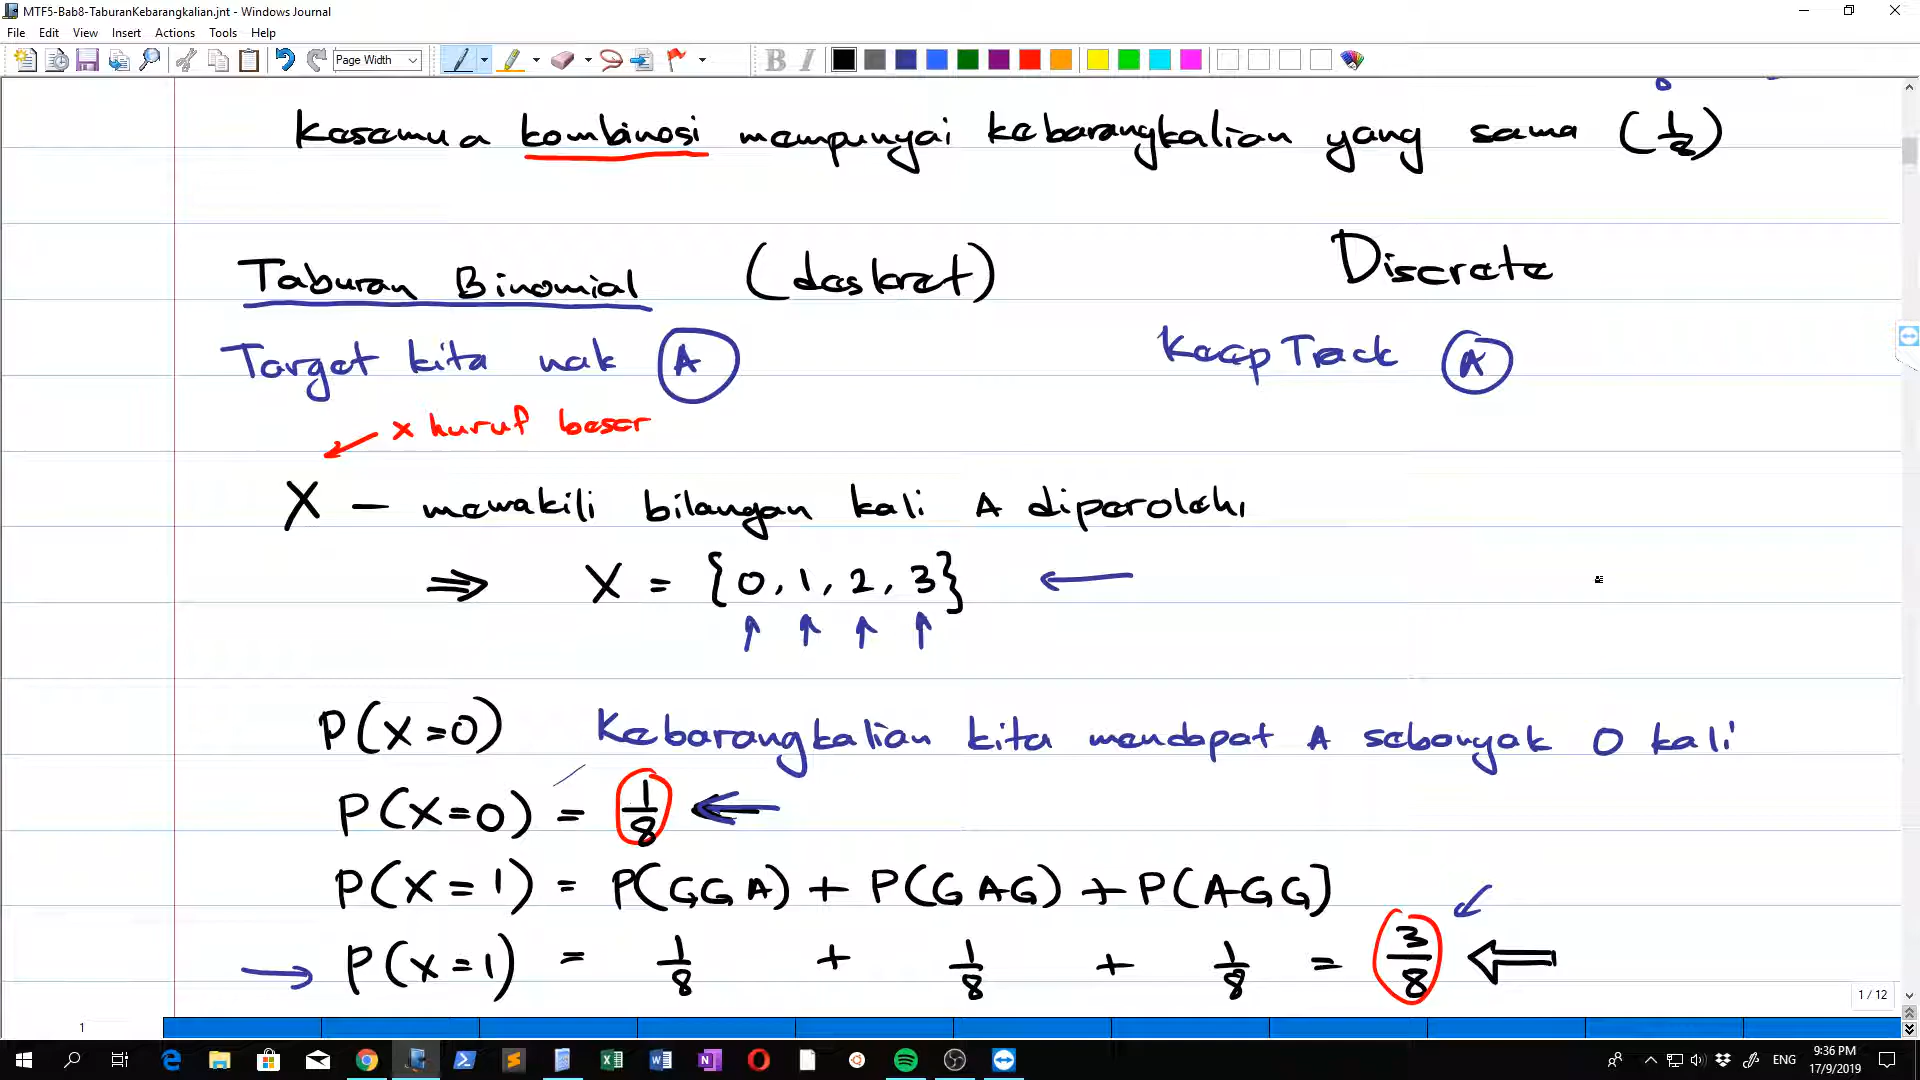 MTF5-Bab8-TaburanKebarangkalian.jnt - Windows Journal
File Edit View Insert Actions Tools Help
Page Width
B I
Kesemua kombinasi mempunyai kebarangkalian yang sama (1/2)
Taburan Binomial (deskret) Discrete
Target kita nak A Keep Track A
x huruf besar
X – mewakili bilangan kali A diperolehi
⇒ X = {0, 1, 2, 3} ←
↑ ↑ ↑ ↑
P(X=0) Kebarangkalian kita mendapat A sebanyak 0 kali
P(X=0) = 1/8 ⇐
P(X=1) = P(GGA) + P(GAG) + P(AGG)
→ P(X=1) = 1/8 + 1/8 + 1/8 = 3/8 ⇐
1 / 12
1
ENG
9:36 PM
17/9/2019